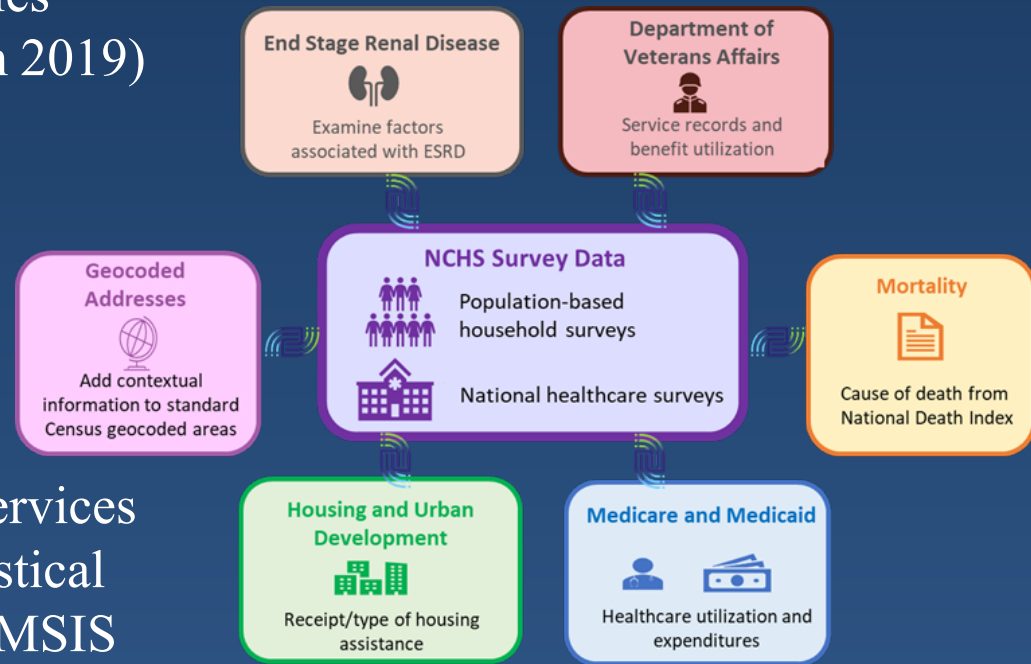 2019)
End Stage Renal Disease
Examine factors
associated with ESRD
Department of
Veterans Affairs
Service records and
benefit utilization
Geocoded
Addresses
Add contextual
information to standard
Census geocoded areas
NCHS Survey Data
Population-based
household surveys
National healthcare surveys
Mortality
Cause of death from
National Death Index
Housing and Urban
Development
Receipt/type of housing
assistance
Medicare and Medicaid
Healthcare utilization and
expenditures
MSIS